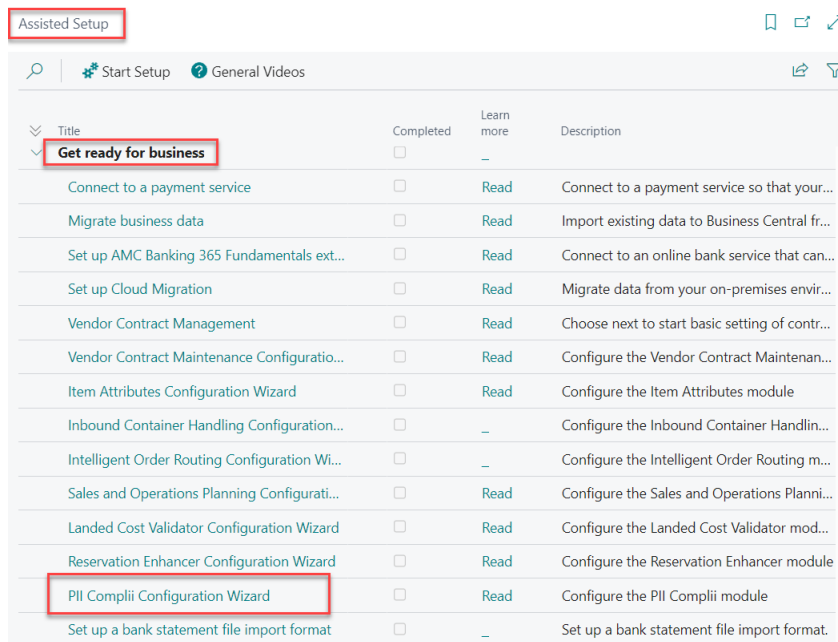 Assisted Setup
Start Setup General Videos
Learn
Title Completed more Description
Get ready for business _
Connect to a payment service Read Connect to a payment service so that your...
Migrate business data Read Import existing data to Business Central fr...
Set up AMC Banking 365 Fundamentals ext... Read Connect to an online bank service that can...
Set up Cloud Migration Read Migrate data from your on-premises envir...
Vendor Contract Management Read Choose next to start basic setting of contr...
Vendor Contract Maintenance Configuratio... Read Configure the Vendor Contract Maintenan...
Item Attributes Configuration Wizard Read Configure the Item Attributes module
Inbound Container Handling Configuration... _ Configure the Inbound Container Handlin...
Intelligent Order Routing Configuration Wi... _ Configure the Intelligent Order Routing m...
Sales and Operations Planning Configurati... Read Configure the Sales and Operations Planni...
Landed Cost Validator Configuration Wizard Read Configure the Landed Cost Validator mod...
Reservation Enhancer Configuration Wizard Read Configure the Reservation Enhancer module
PII Complii Configuration Wizard Read Configure the PII Complii module
Set up a bank statement file import format _ Set up a bank statement file import format.